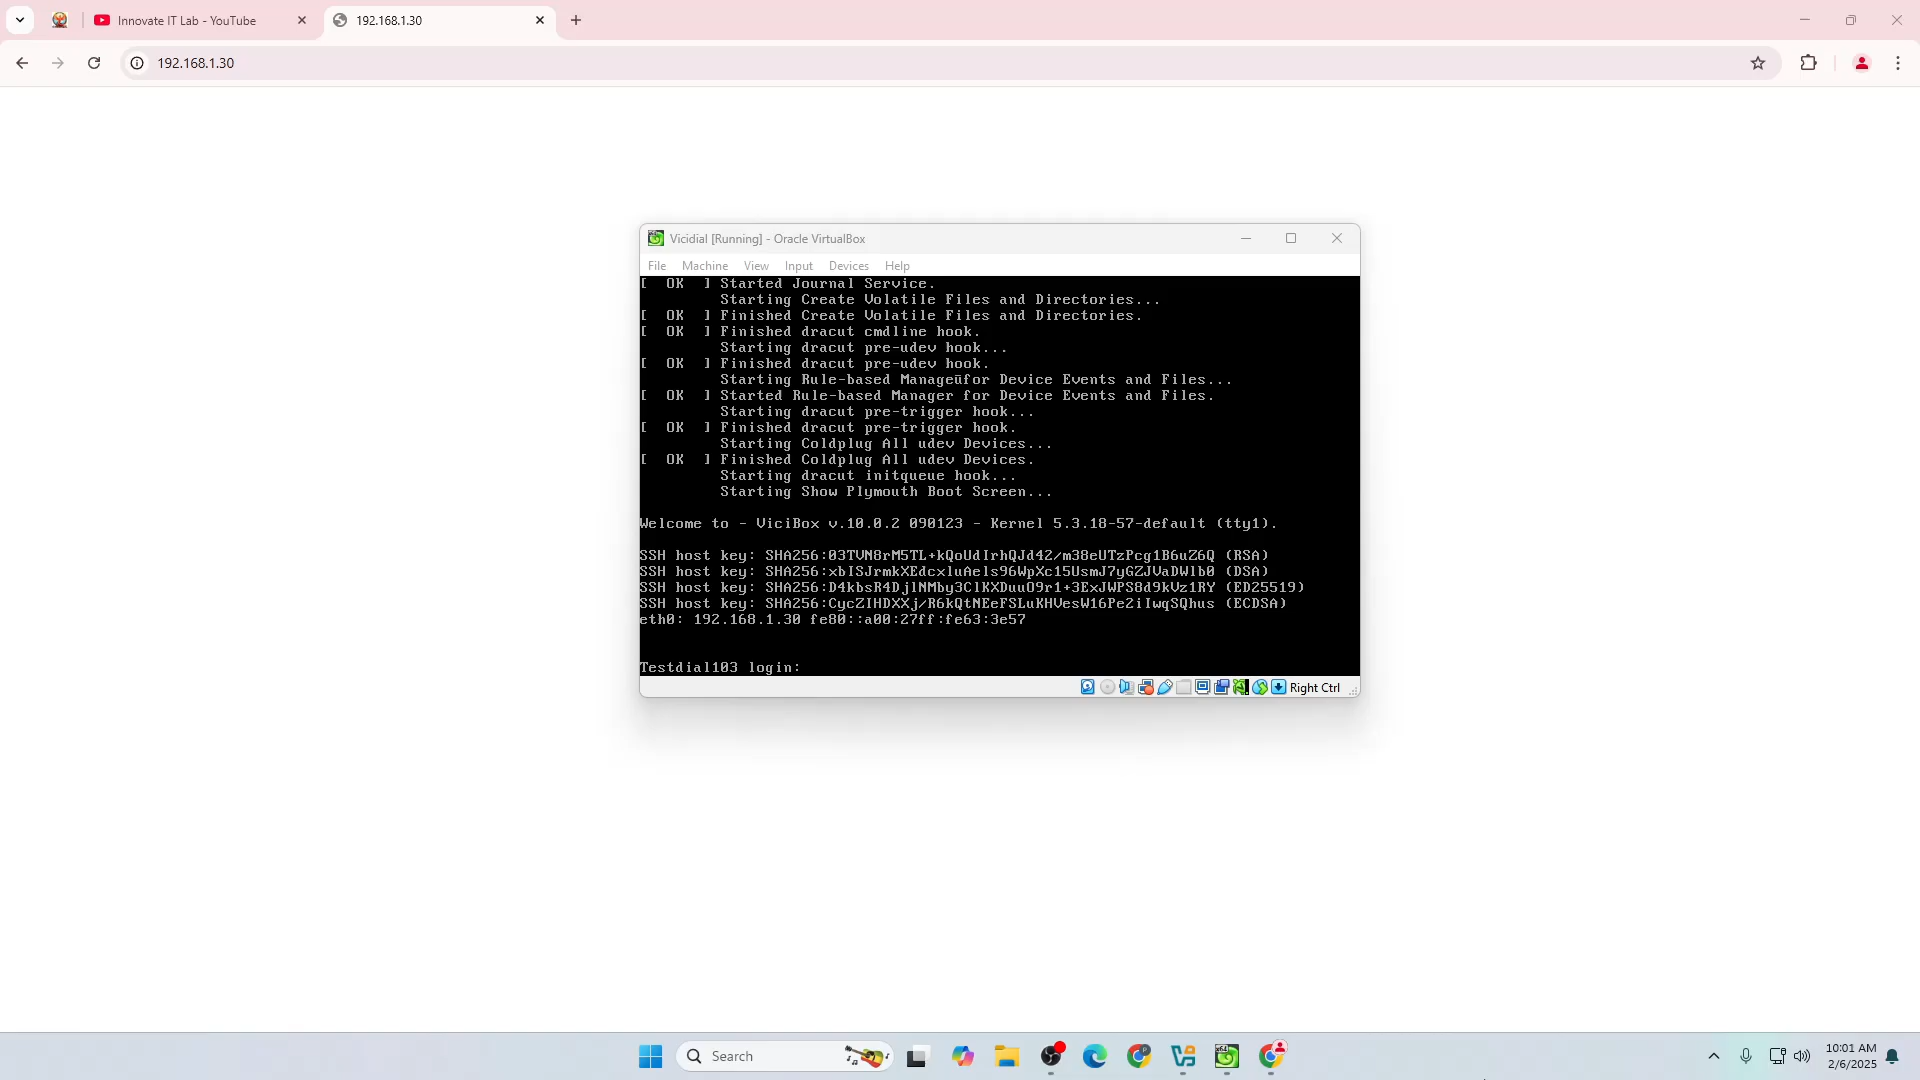 Innovate IT Lab - YouTube
192.168.1.30
192.168.1.30
Vicidial [Running] - Oracle VirtualBox
File Machine View Input Devices Help
[  OK  ] Started Journal Service.
Starting Create Volatile Files and Directories...
[  OK  ] Finished Create Volatile Files and Directories.
[  OK  ] Finished dracut cmdline hook.
Starting dracut pre-udev hook...
[  OK  ] Finished dracut pre-udev hook.
Starting Rule-based Manageūfor Device Events and Files...
[  OK  ] Started Rule-based Manager for Device Events and Files.
Starting dracut pre-trigger hook...
[  OK  ] Finished dracut pre-trigger hook.
Starting Coldplug All udev Devices...
[  OK  ] Finished Coldplug All udev Devices.
Starting dracut initqueue hook...
Starting Show Plymouth Boot Screen...
Welcome to - ViciBox v.10.0.2 090123 - Kernel 5.3.18-57-default (tty1).
SSH host key: SHA256:03TVN8rM5TL+kQoUdIrhQJd42/m38eUTzPcg1B6uZ6Q (RSA)
SSH host key: SHA256:xbISJrmkXEdcxluAels96WpXc15UsmJ7yGZJVaDWlb0 (DSA)
SSH host key: SHA256:D4kbsR4DjlNMby3ClKXDuuO9r1+3ExJWPS8d9kVz1RY (ED25519)
SSH host key: SHA256:CycZIHDXXj/R6kQtNEeFSLuKHVesW16Pe2iIwqSQhus (ECDSA)
eth0: 192.168.1.30 fe80::a00:27ff:fe63:3e57
Testdial103 login:
Right Ctrl
Search
10:01 AM
2/6/2025